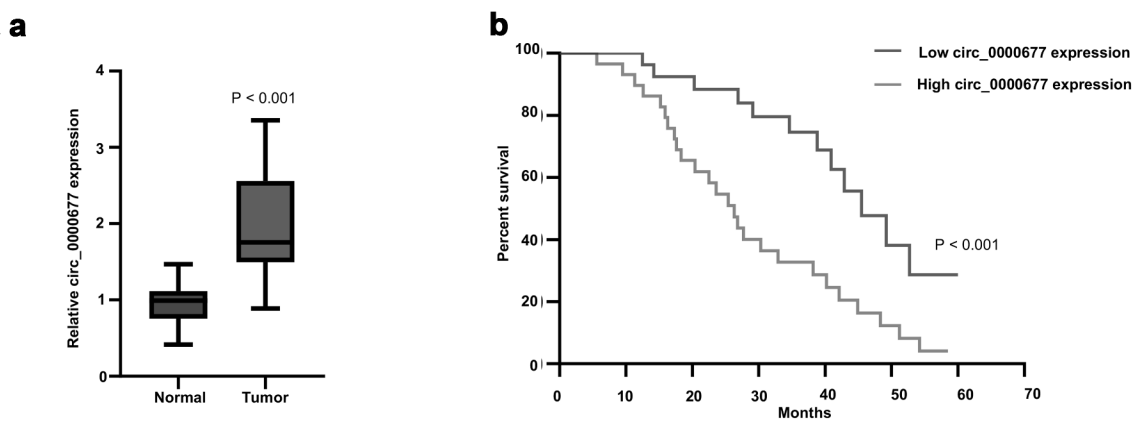 a
Relative circ_0000677 expression
4
3
2
1
0
P < 0.001
Normal Tumor
b
Percent survival
100
80
60
40
20
0
Low circ_0000677 expression
High circ_0000677 expression
P < 0.001
0 10 20 30 40 50 60 70
Months